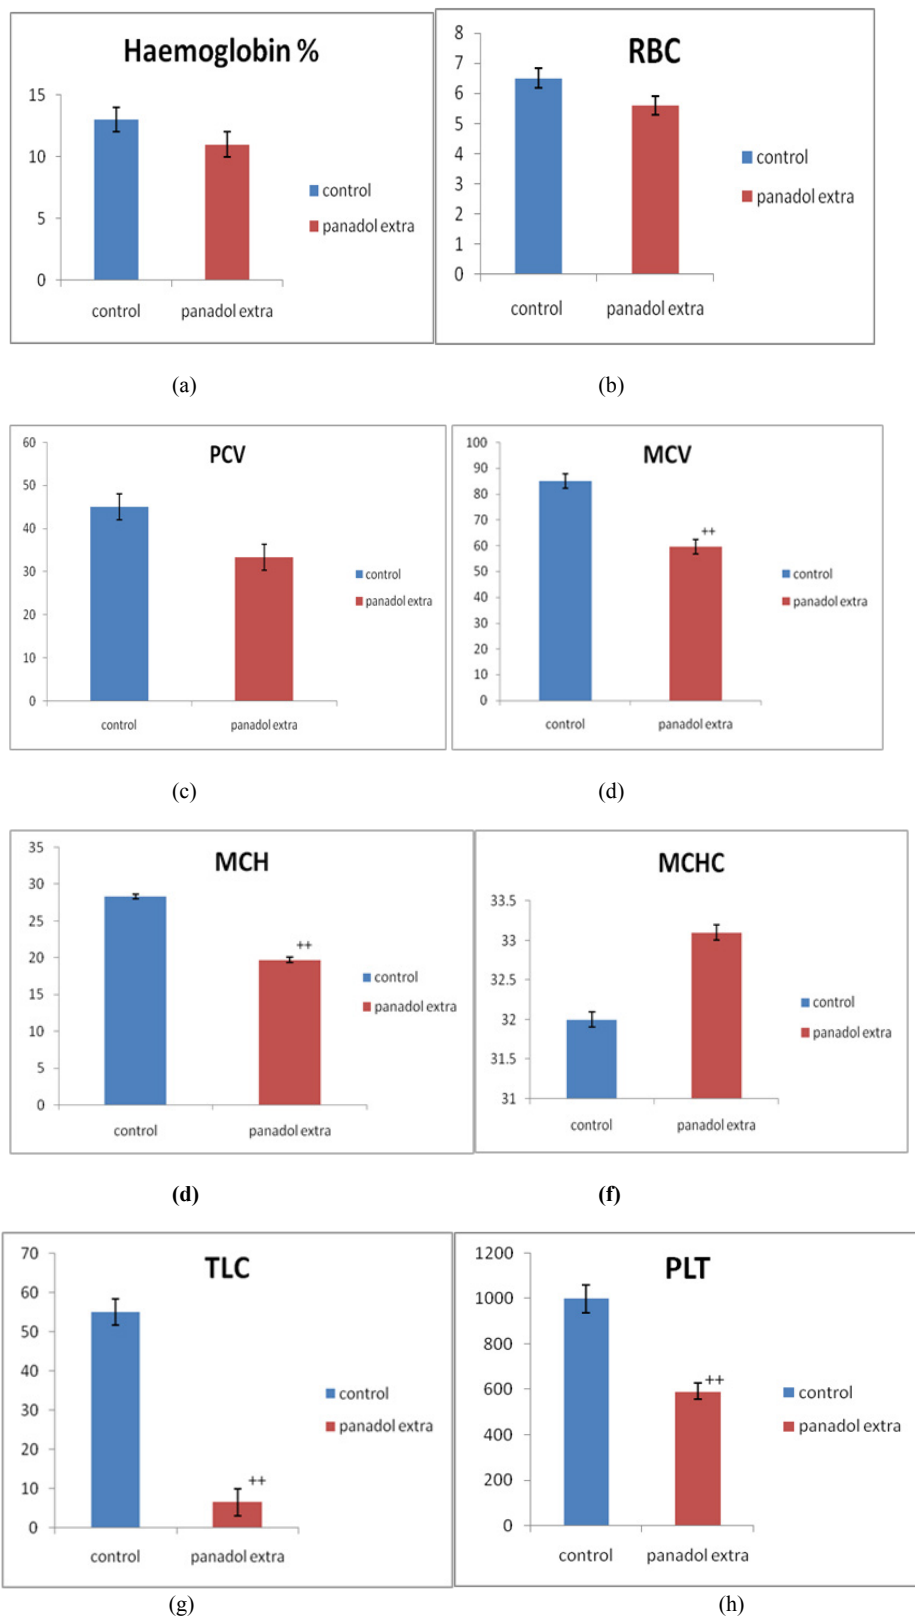 Haemoglobin %
15
10
5
0
control
panadol extra
control
panadol extra
RBC
8
7
6
5
4
3
2
1
0
control
panadol extra
control
panadol extra
(a)
(b)
PCV
60
50
40
30
20
10
0
control
panadol extra
control
panadol extra
MCV
100
90
80
70
60
50
40
30
20
10
0
++
control
panadol extra
control
panadol extra
(c)
(d)
MCH
35
30
25
20
15
10
5
0
++
control
panadol extra
control
panadol extra
MCHC
33.5
33
32.5
32
31.5
31
control
panadol extra
control
panadol extra
(d)
(f)
TLC
70
60
50
40
30
20
10
0
++
control
panadol extra
control
panadol extra
PLT
1200
1000
800
600
400
200
0
++
control
panadol extra
control
panadol extra
(g)
(h)